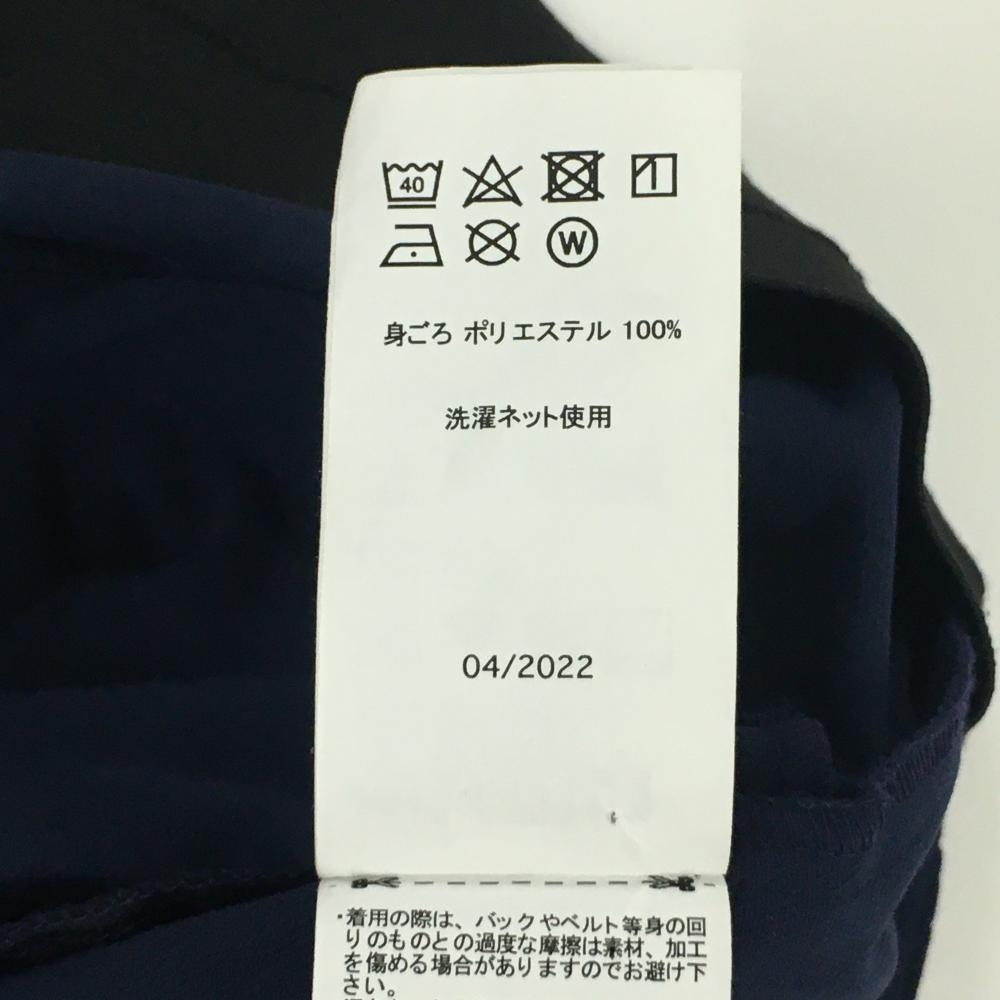 40
W
身ごろ ポリエステル 100%
洗濯ネット使用
04/2022
・着用の際は、バックやベルト等身の回
りのものとの過度な摩擦は素材、加工
を傷める場合がありますのでお避け下
さい。